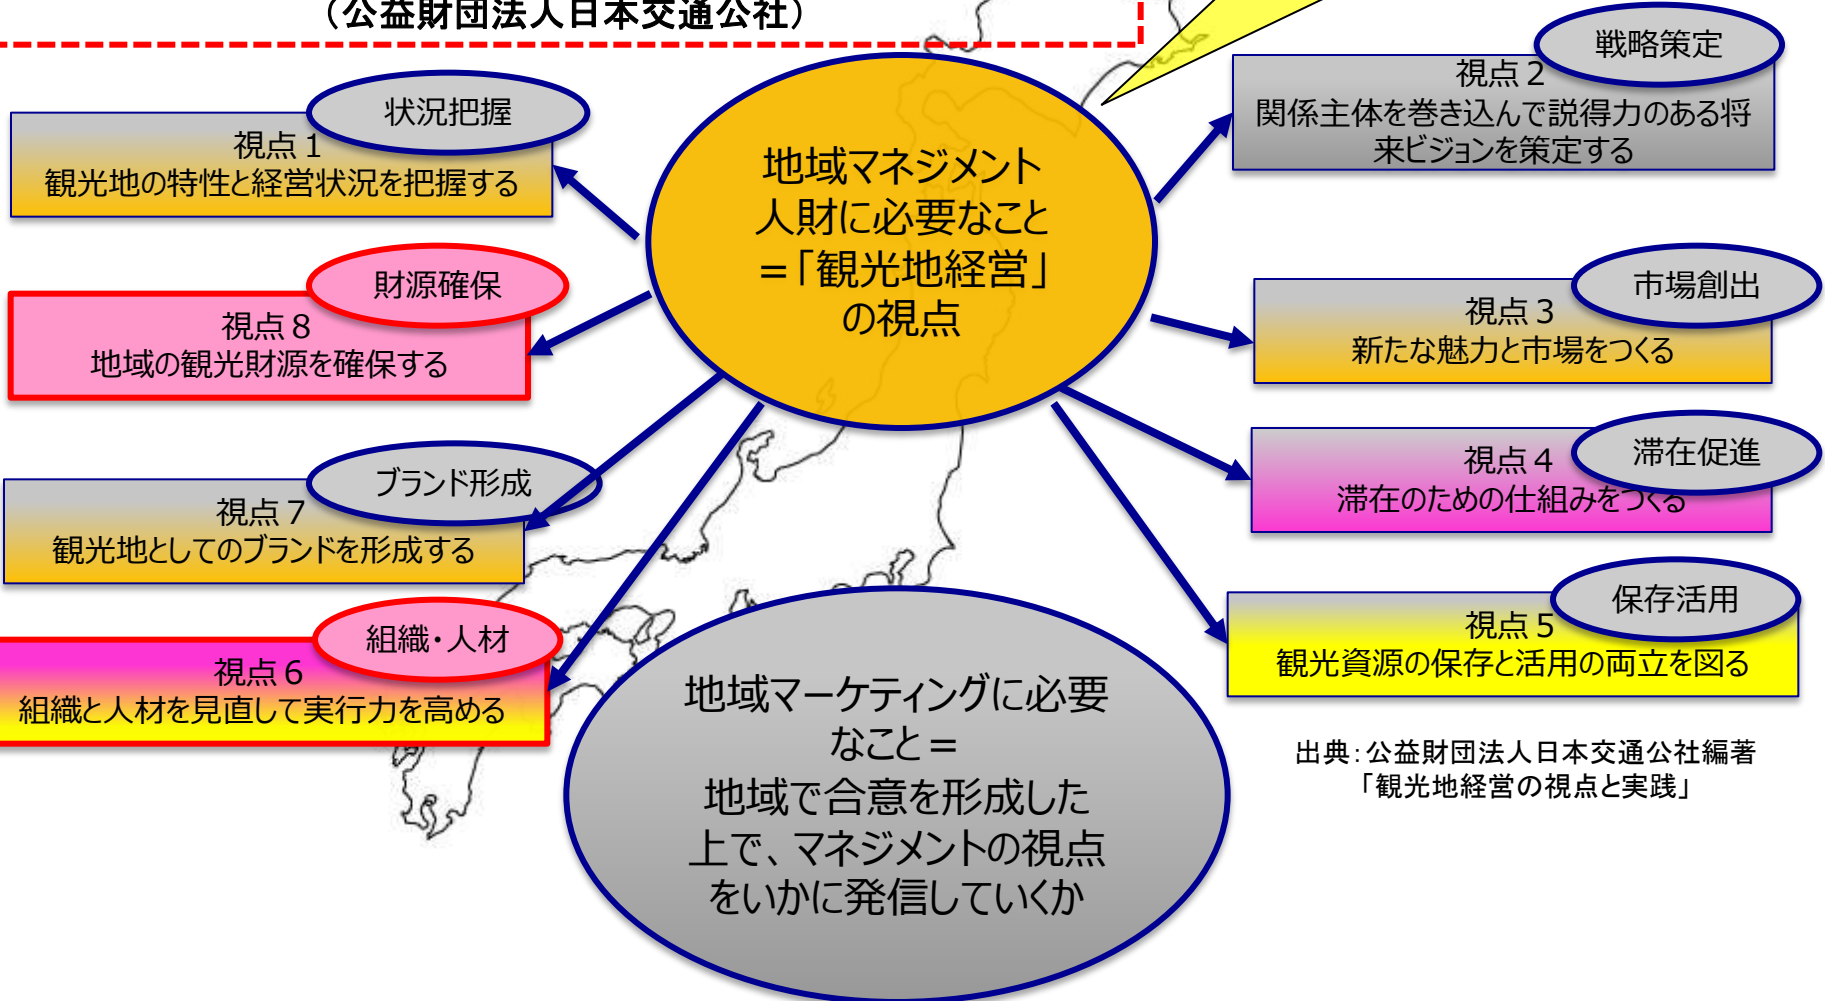 （公益財団法人日本交通公社）
戦略策定
視点２
関係主体を巻き込んで説得力のある将
来ビジョンを策定する
状況把握
視点１
観光地の特性と経営状況を把握する
地域マネジメント
人財に必要なこと
＝「観光地経営」
の視点
財源確保
視点８
地域の観光財源を確保する
市場創出
視点３
新たな魅力と市場をつくる
ブランド形成
視点７
観光地としてのブランドを形成する
滞在促進
視点４
滞在のための仕組みをつくる
組織・人材
視点６
組織と人材を見直して実行力を高める
保存活用
視点５
観光資源の保存と活用の両立を図る
地域マーケティングに必要
なこと＝
地域で合意を形成した
上で、マネジメントの視点
をいかに発信していくか
出典：公益財団法人日本交通公社編著
「観光地経営の視点と実践」